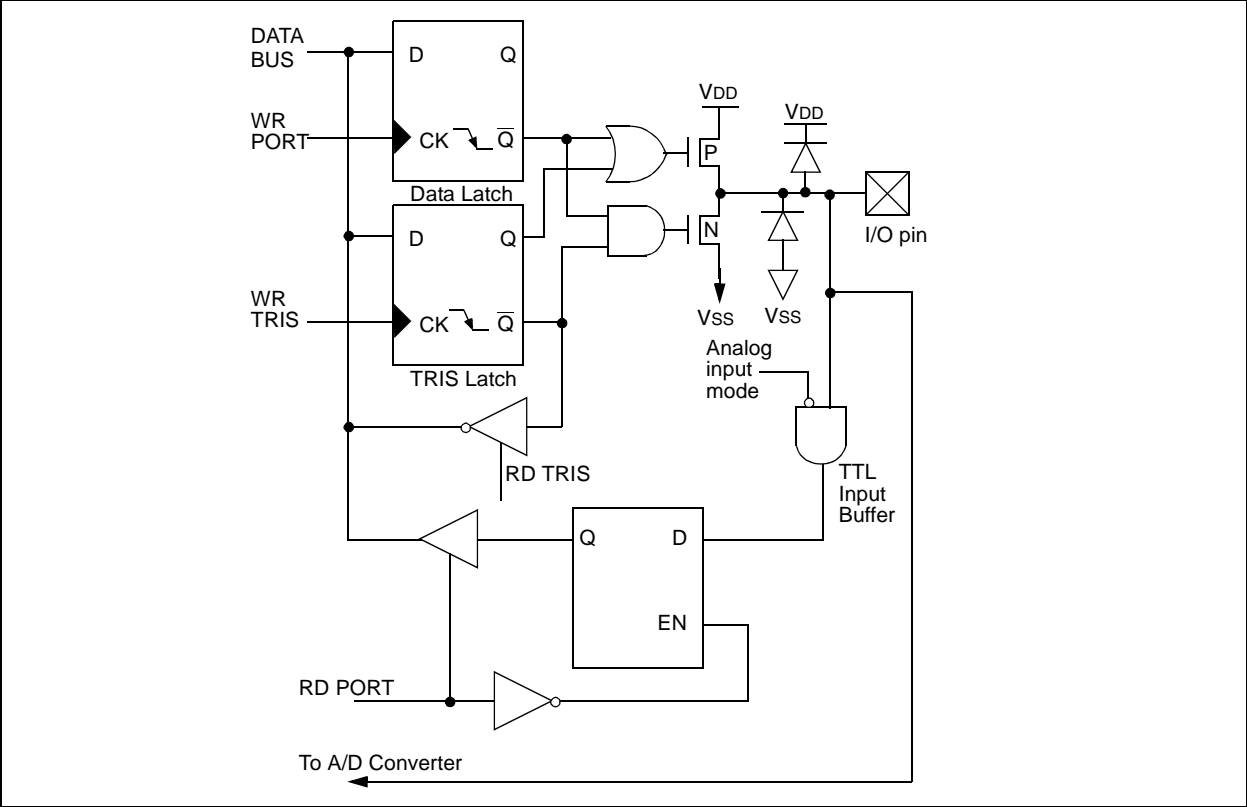 DATA
BUS
D
Q
WR
PORT
CK
Q
Data Latch
VDD
VDD
P
D
Q
N
I/O pin
WR
TRIS
CK
Q
VSS
VSS
TRIS Latch
Analog
input
mode
RD TRIS
TTL
Input
Buffer
Q
D
EN
RD PORT
To A/D Converter